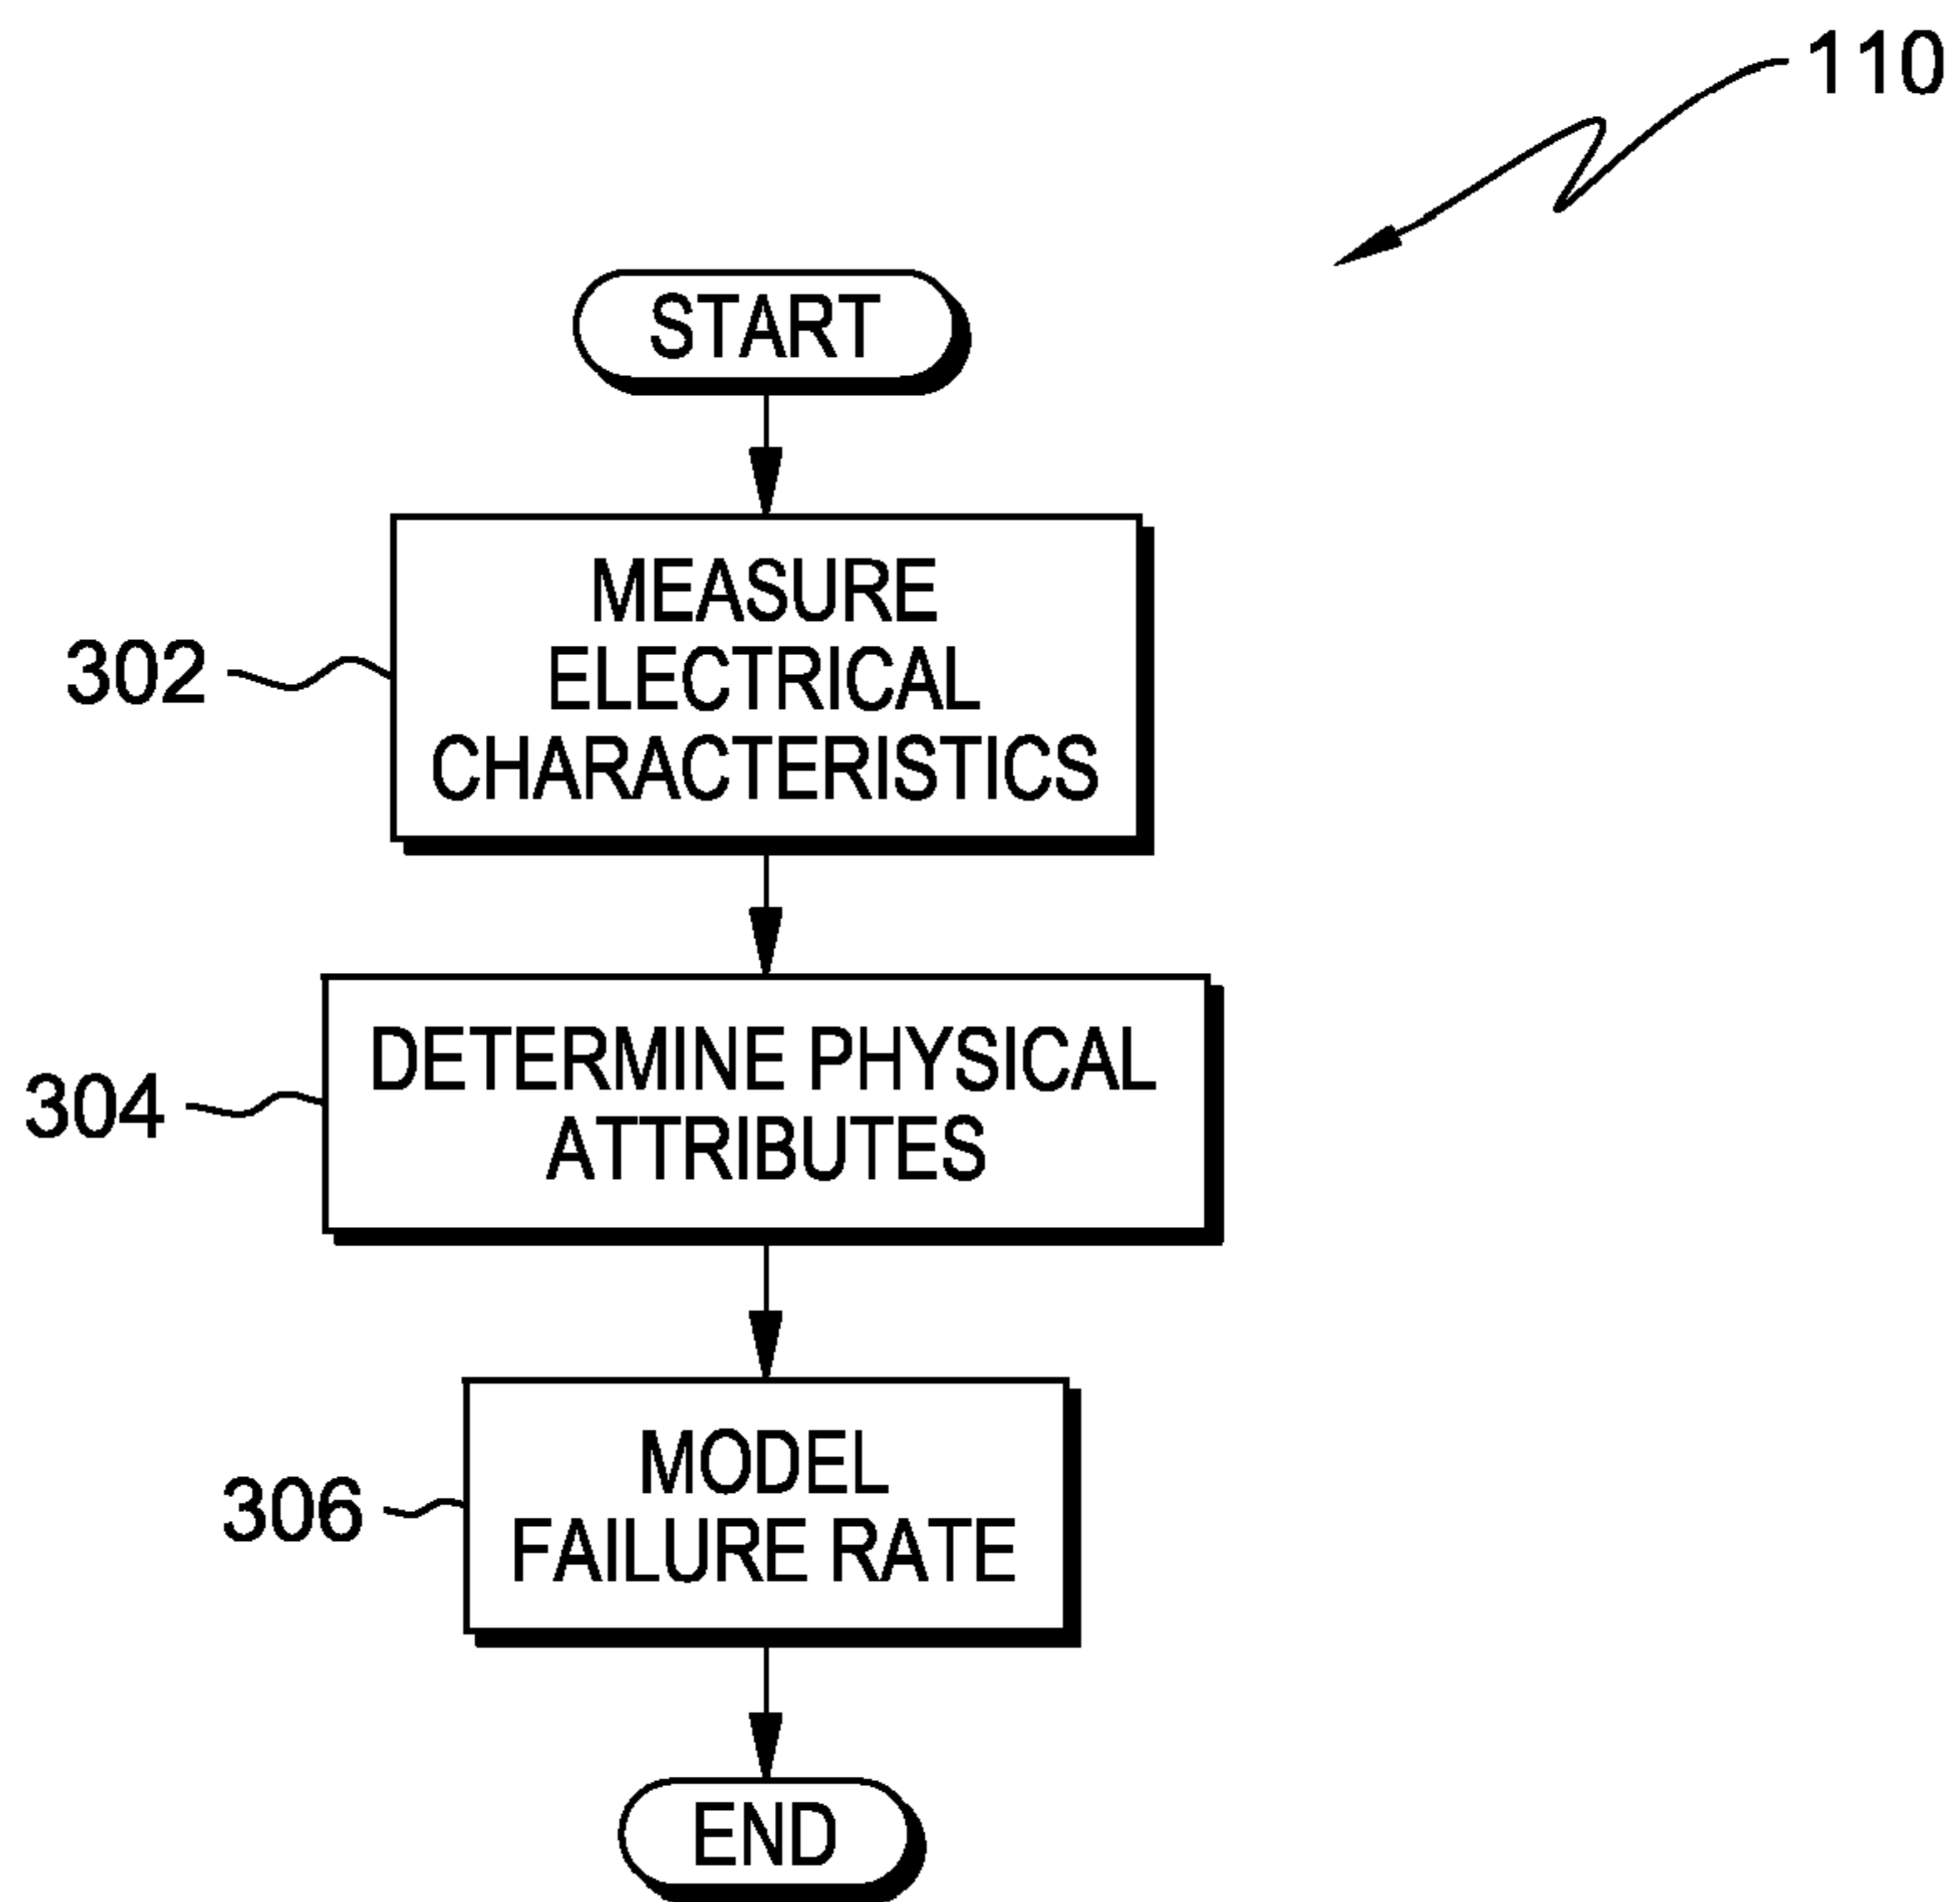 110
START
MEASURE
ELECTRICAL
CHARACTERISTICS
302
DETERMINE PHYSICAL
ATTRIBUTES
304
MODEL
FAILURE RATE
306
END